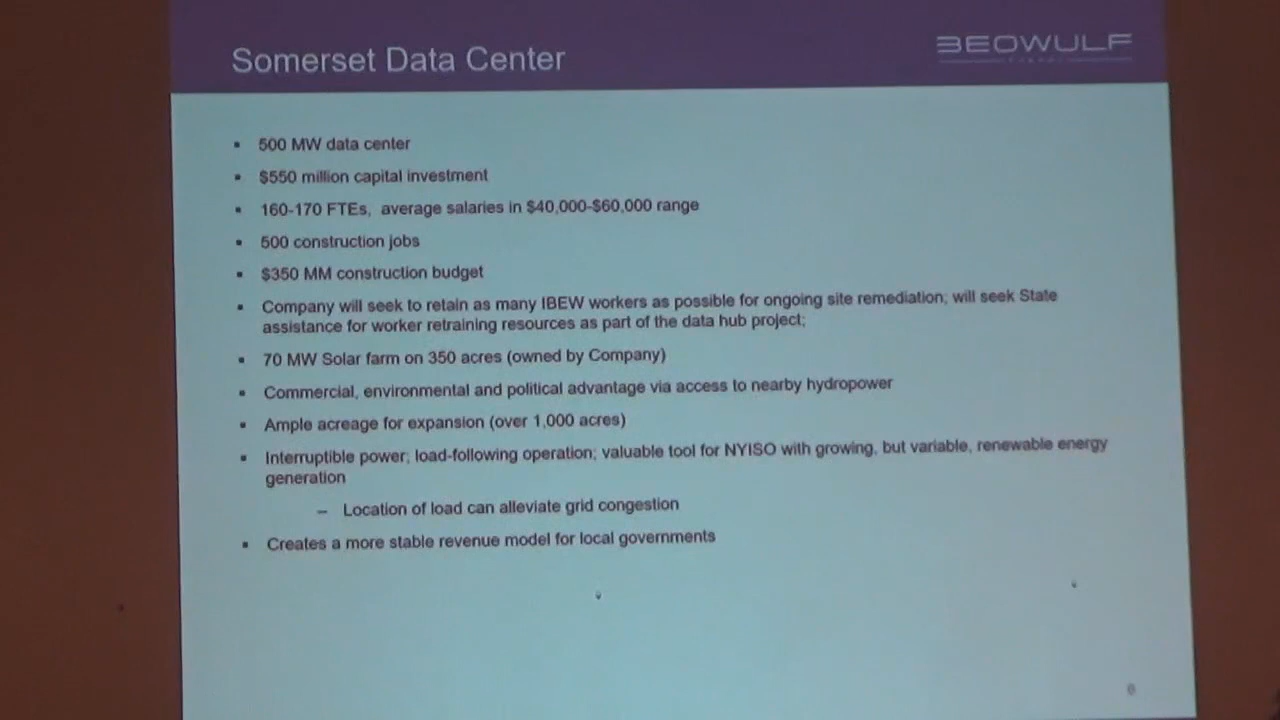 Somerset Data Center
BEOWULF
▪ 500 MW data center
▪ $550 million capital investment
▪ 160-170 FTEs, average salaries in $40,000-$60,000 range
▪ 500 construction jobs
▪ $350 MM construction budget
▪ Company will seek to retain as many IBEW workers as possible for ongoing site remediation; will seek State
assistance for worker retraining resources as part of the data hub project;
▪ 70 MW Solar farm on 350 acres (owned by Company)
▪ Commercial, environmental and political advantage via access to nearby hydropower
▪ Ample acreage for expansion (over 1,000 acres)
▪ Interruptible power; load-following operation; valuable tool for NYISO with growing, but variable, renewable energy
generation
– Location of load can alleviate grid congestion
▪ Creates a more stable revenue model for local governments